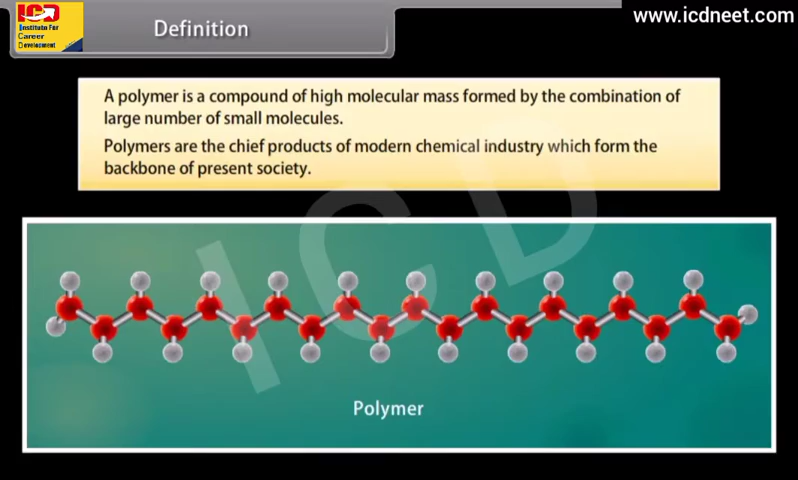 ICD
Institute For
Career
Development
Definition
www.icdneet.com
A polymer is a compound of high molecular mass formed by the combination of
large number of small molecules.
Polymers are the chief products of modern chemical industry which form the
backbone of present society.
ICD
Polymer